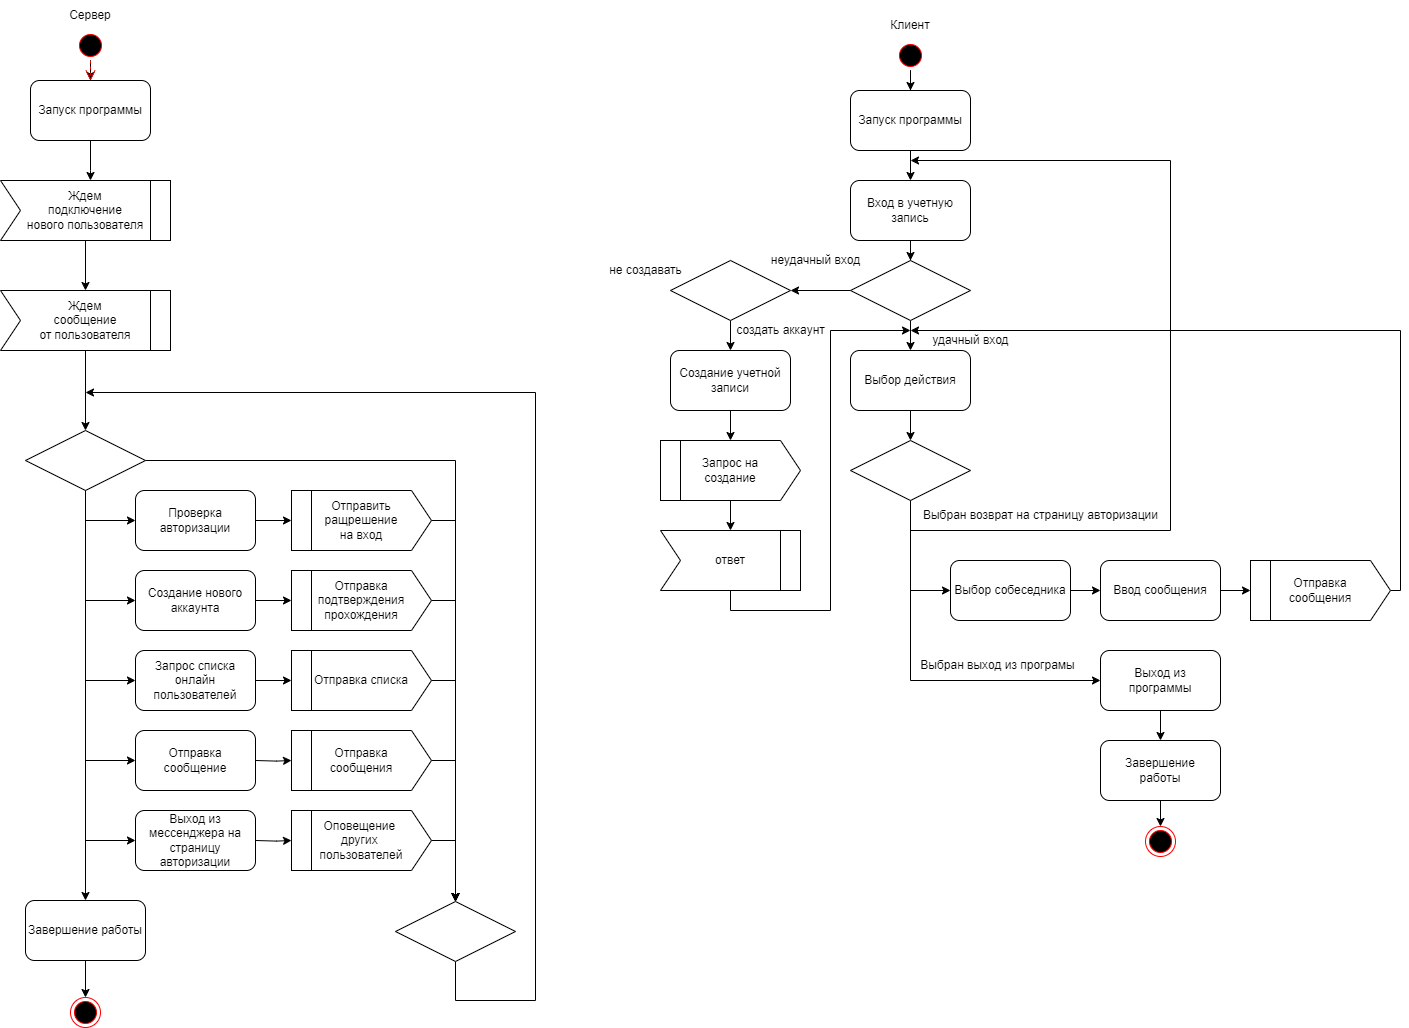 Сервер
Запуск программы
Ждем
подключение
нового пользователя
Ждем
сообщение
от пользователя
Проверка
авторизации
Отправить
ращрешение
на вход
Создание нового
аккаунта
Отправка
подтверждения
прохождения
Запрос списка
онлайн
пользователей
Отправка списка
Отправка
сообщение
Отправка
сообщения
Выход из
мессенджера на
страницу
авторизации
Оповещение
других
пользователей
Завершение работы
Клиент
Запуск программы
Вход в учетную
запись
неудачный вход
не создавать
создать аккаунт
удачный вход
Создание учетной
записи
Выбор действия
Запрос на
создание
ответ
Выбран возврат на страницу авторизации
Выбор собеседника
Ввод сообщения
Отправка
сообщения
Выбран выход из програмы
Выход из
программы
Завершение
работы